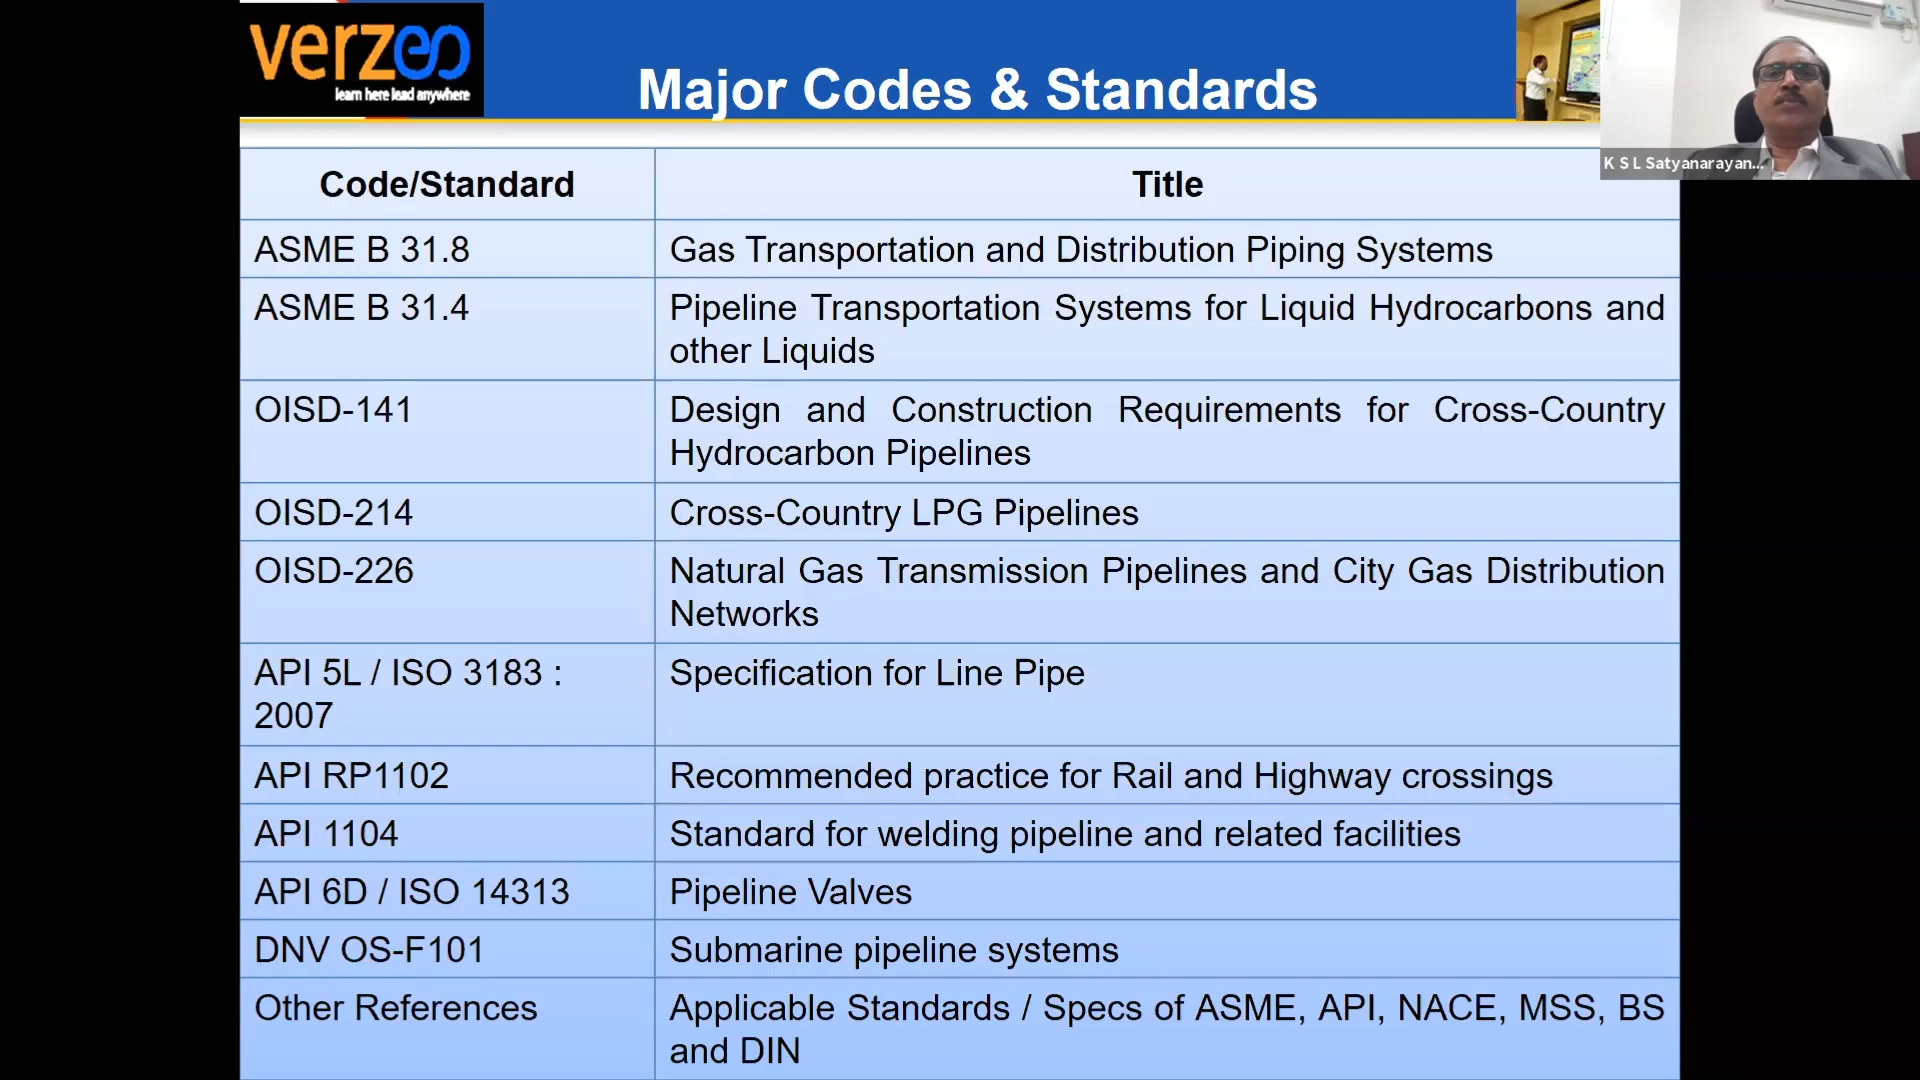 verzeo
learn here lead anywhere
Major Codes & Standards
K S L Satyanarayan...
Code/Standard
Title
ASME B 31.8
Gas Transportation and Distribution Piping Systems
ASME B 31.4
Pipeline Transportation Systems for Liquid Hydrocarbons and
other Liquids
OISD-141
Design and Construction Requirements for Cross-Country
Hydrocarbon Pipelines
OISD-214
Cross-Country LPG Pipelines
OISD-226
Natural Gas Transmission Pipelines and City Gas Distribution
Networks
API 5L / ISO 3183 :
2007
Specification for Line Pipe
API RP1102
Recommended practice for Rail and Highway crossings
API 1104
Standard for welding pipeline and related facilities
API 6D / ISO 14313
Pipeline Valves
DNV OS-F101
Submarine pipeline systems
Other References
Applicable Standards / Specs of ASME, API, NACE, MSS, BS
and DIN